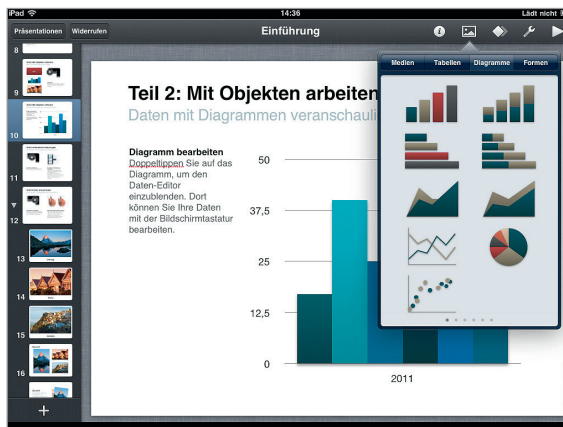 iPad 14:36 Lädt nicht
Präsentationen Widerrufen Einführung
Medien Tabellen Diagramme Formen
8
9
10
11
12
13
14
15
16
Teil 2: Mit Objekten arbeiten
Daten mit Diagrammen veranschauli
Diagramm bearbeiten
Doppeltippen Sie auf das
Diagramm, um den
Daten-Editor
einzublenden. Dort
können Sie Ihre Daten
mit der Bildschirmtastatur
bearbeiten.
50
37,5
25
12,5
0
2011